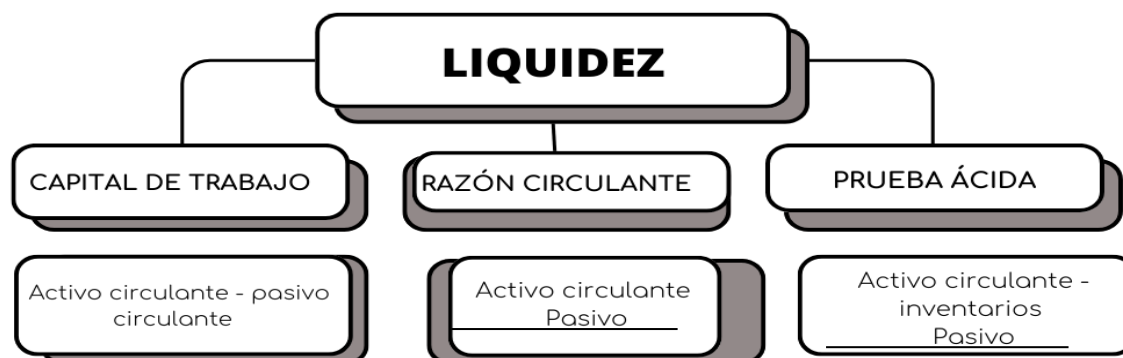 LIQUIDEZ
CAPITAL DE TRABAJO
RAZÓN CIRCULANTE
PRUEBA ÁCIDA
Activo circulante - pasivo
circulante
Activo circulante
Pasivo
Activo circulante -
inventarios
Pasivo